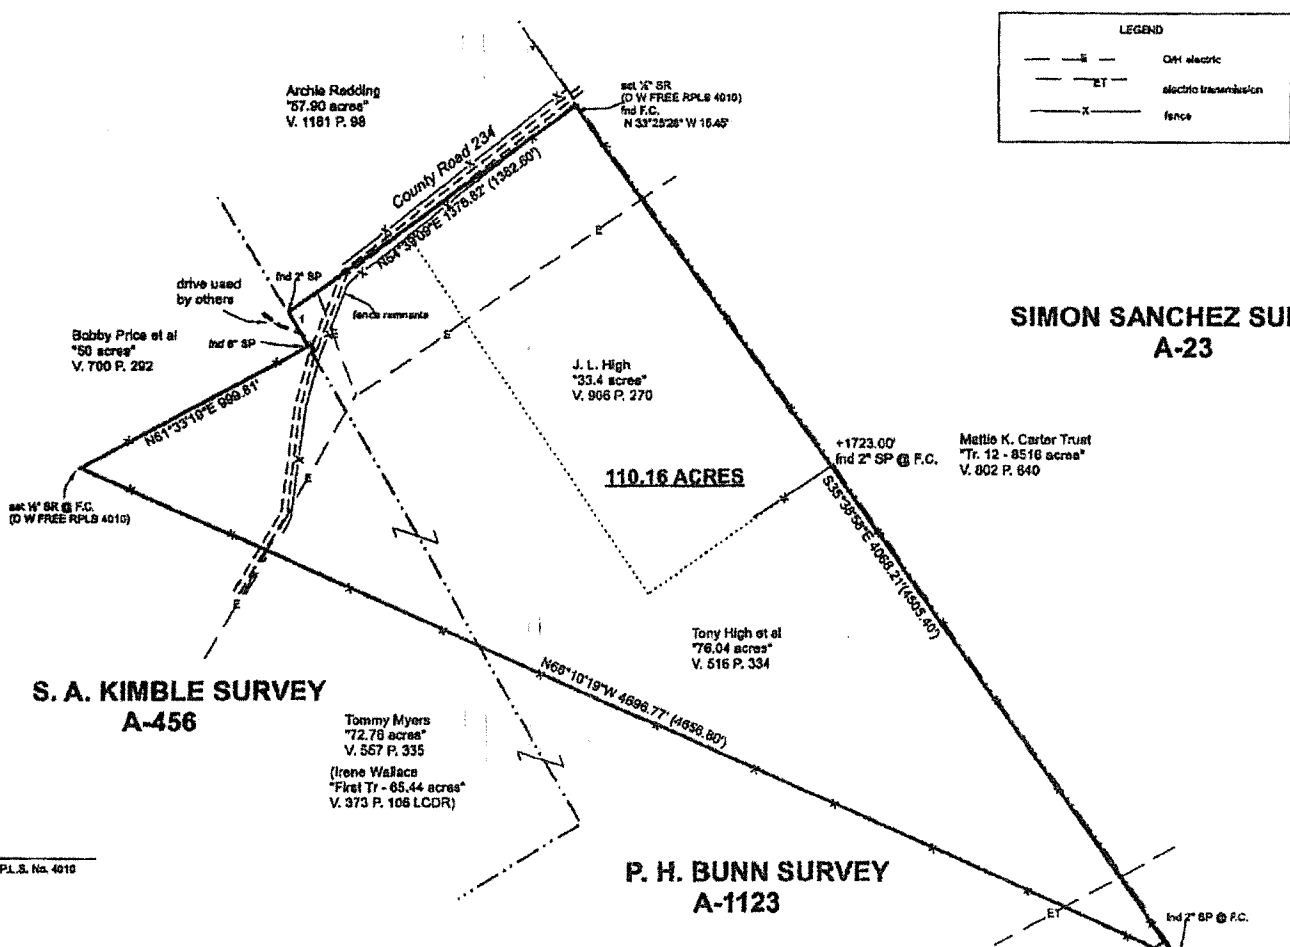 LEGEND
E O/H electric
ET electric transmission
X fence
Archie Redding
"57.90 acres"
V. 1181 P. 98
set ½" SR
(D W FREE RPLS 4010)
fnd F.C.
N 33°25'26" W 15.45'
County Road 234
N54°39'09"E 1378.82' (1382.60')
drive used
by others
fnd 2" SP
fence remnants
fnd 6" SP
Bobby Price et al
"50 acres"
V. 700 P. 292
N61°33'19"E 999.81'
set ½" SR @ F.C.
(D W FREE RPLS 4010)
J. L. High
"33.4 acres"
V. 906 P. 270
110.16 ACRES
SIMON SANCHEZ SU
A-23
+1723.00'
fnd 2" SP @ F.C.
Mattie K. Carter Trust
"Tr. 12 - 8516 acres"
V. 802 P. 640
S35°38'58"E 4068.21'(4505.40')
Tony High et al
"76.04 acres"
V. 516 P. 334
N66°10'19"W 4696.77' (4656.80')
S. A. KIMBLE SURVEY
A-456
Tommy Myers
"72.76 acres"
V. 557 P. 335
(Irene Wallace
"First Tr - 65.44 acres"
V. 373 P. 106 LCDR)
P.L.S. No. 4010
P. H. BUNN SURVEY
A-1123
ET
fnd 2" SP @ F.C.